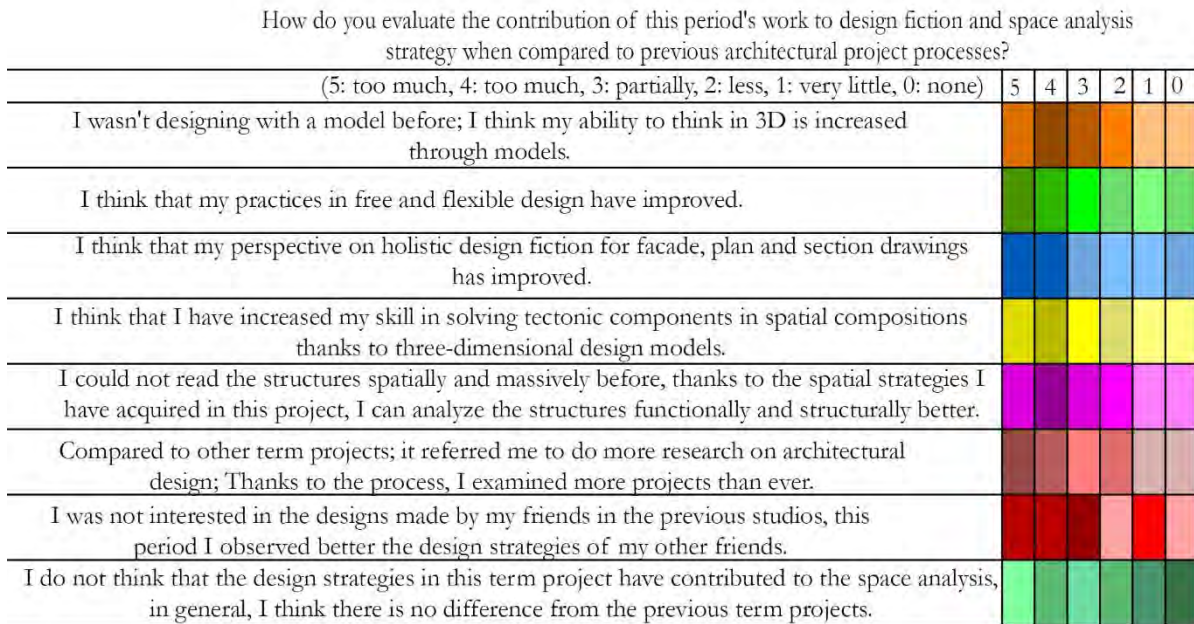 How do you evaluate the contribution of this period's work to design fiction and space analysis
strategy when compared to previous architectural project processes?
(5: too much, 4: too much, 3: partially, 2: less, 1: very little, 0: none) 5 4 3 2 1 0
I wasn't designing with a model before; I think my ability to think in 3D is increased
through models.
I think that my practices in free and flexible design have improved.
I think that my perspective on holistic design fiction for facade, plan and section drawings
has improved.
I think that I have increased my skill in solving tectonic components in spatial compositions
thanks to three-dimensional design models.
I could not read the structures spatially and massively before, thanks to the spatial strategies I
have acquired in this project, I can analyze the structures functionally and structurally better.
Compared to other term projects; it referred me to do more research on architectural
design; Thanks to the process, I examined more projects than ever.
I was not interested in the designs made by my friends in the previous studios, this
period I observed better the design strategies of my other friends.
I do not think that the design strategies in this term project have contributed to the space analysis,
in general, I think there is no difference from the previous term projects.